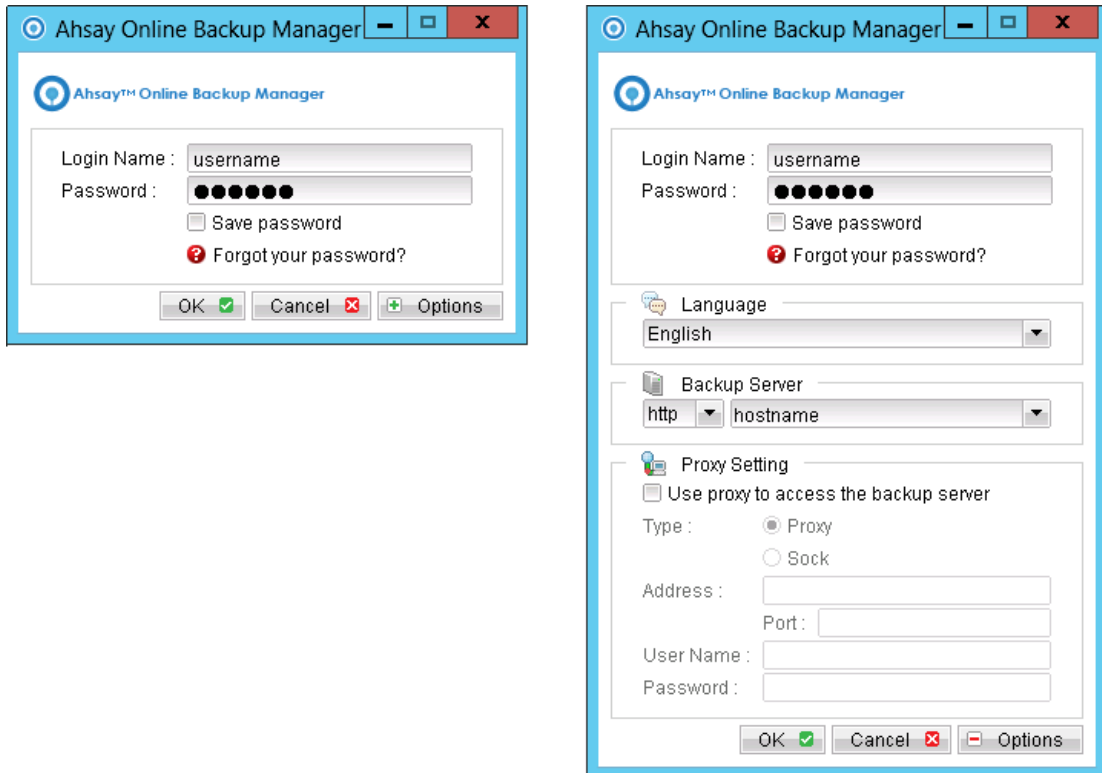 Ahsay Online Backup Manager
Ahsay™ Online Backup Manager
Login Name : username
Password : ●●●●●●
Save password
Forgot your password?
OK Cancel Options
Ahsay Online Backup Manager
Ahsay™ Online Backup Manager
Login Name : username
Password : ●●●●●●
Save password
Forgot your password?
Language
English
Backup Server
http hostname
Proxy Setting
Use proxy to access the backup server
Type : Proxy
Sock
Address :
Port :
User Name :
Password :
OK Cancel Options